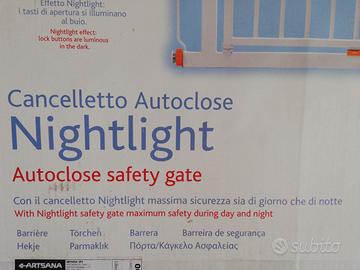 Effetto Nightlight:
i tasti di apertura si illuminano
al buio.
Nightlight effect:
lock buttons are luminous
in the dark.
Cancelletto Autoclose
Nightlight
Autoclose safety gate
Con il cancelletto Nightlight massima sicurezza sia di giorno che di notte
With Nightlight safety gate maximum safety during day and night
Barrière Törchen Barrera Barreira de segurança
Hekje Parmaklık Πόρτα/Κάγκελο Ασφαλείας
ARTSANA
subito